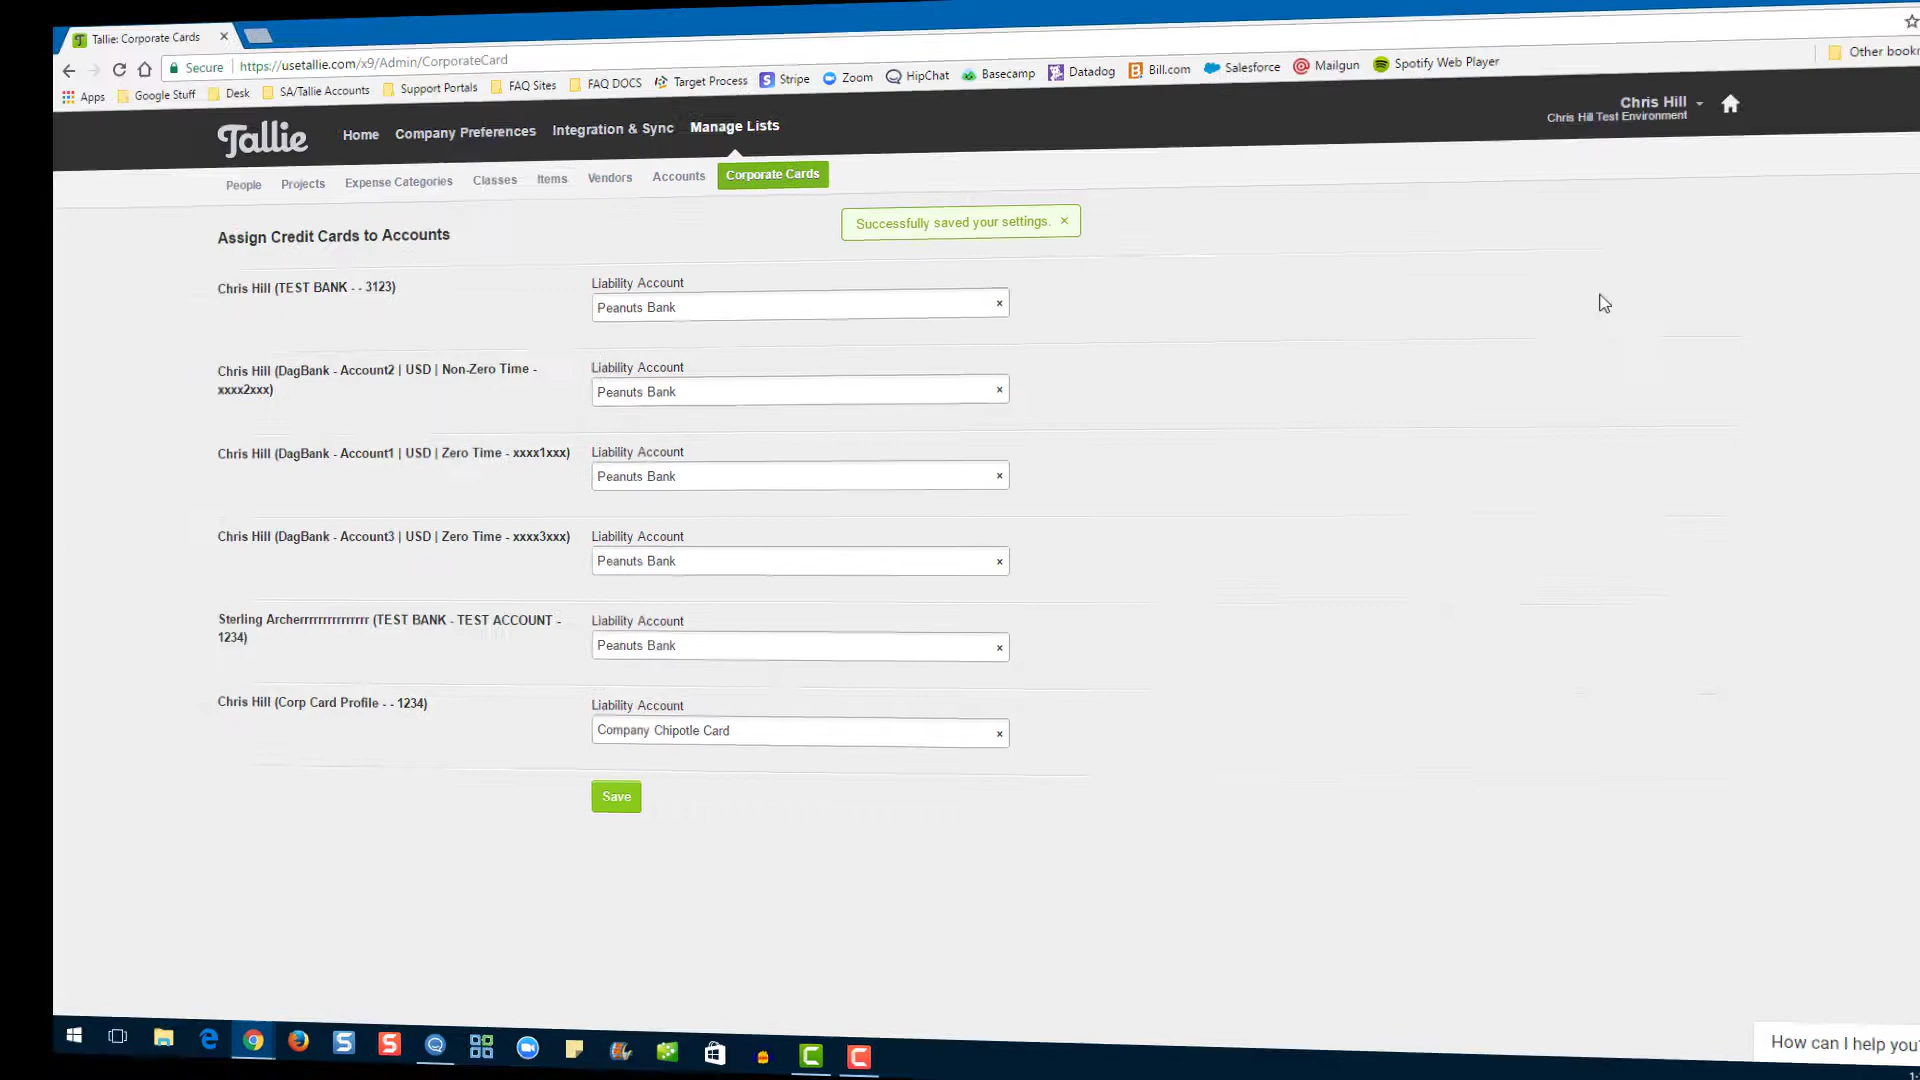 Tallie: Corporate Cards
Secure https://usetallie.com/x9/Admin/CorporateCard
Apps Google Stuff Desk SA/Tallie Accounts Support Portals FAQ Sites FAQ DOCS Target Process Stripe Zoom HipChat Basecamp Datadog Bill.com Salesforce Mailgun Spotify Web Player
Tallie Home Company Preferences Integration & Sync Manage Lists
Chris Hill
Chris Hill Test Environment
People Projects Expense Categories Classes Items Vendors Accounts Corporate Cards
Successfully saved your settings. ×
Assign Credit Cards to Accounts
Chris Hill (TEST BANK - - 3123)
Liability Account
Peanuts Bank ×
Chris Hill (DagBank - Account2 | USD | Non-Zero Time -
xxxx2xxx)
Liability Account
Peanuts Bank ×
Chris Hill (DagBank - Account1 | USD | Zero Time - xxxx1xxx)
Liability Account
Peanuts Bank ×
Chris Hill (DagBank - Account3 | USD | Zero Time - xxxx3xxx)
Liability Account
Peanuts Bank ×
Sterling Archerrrrrrrrrrrrrr (TEST BANK - TEST ACCOUNT -
1234)
Liability Account
Peanuts Bank ×
Chris Hill (Corp Card Profile - - 1234)
Liability Account
Company Chipotle Card ×
Save
How can I help you